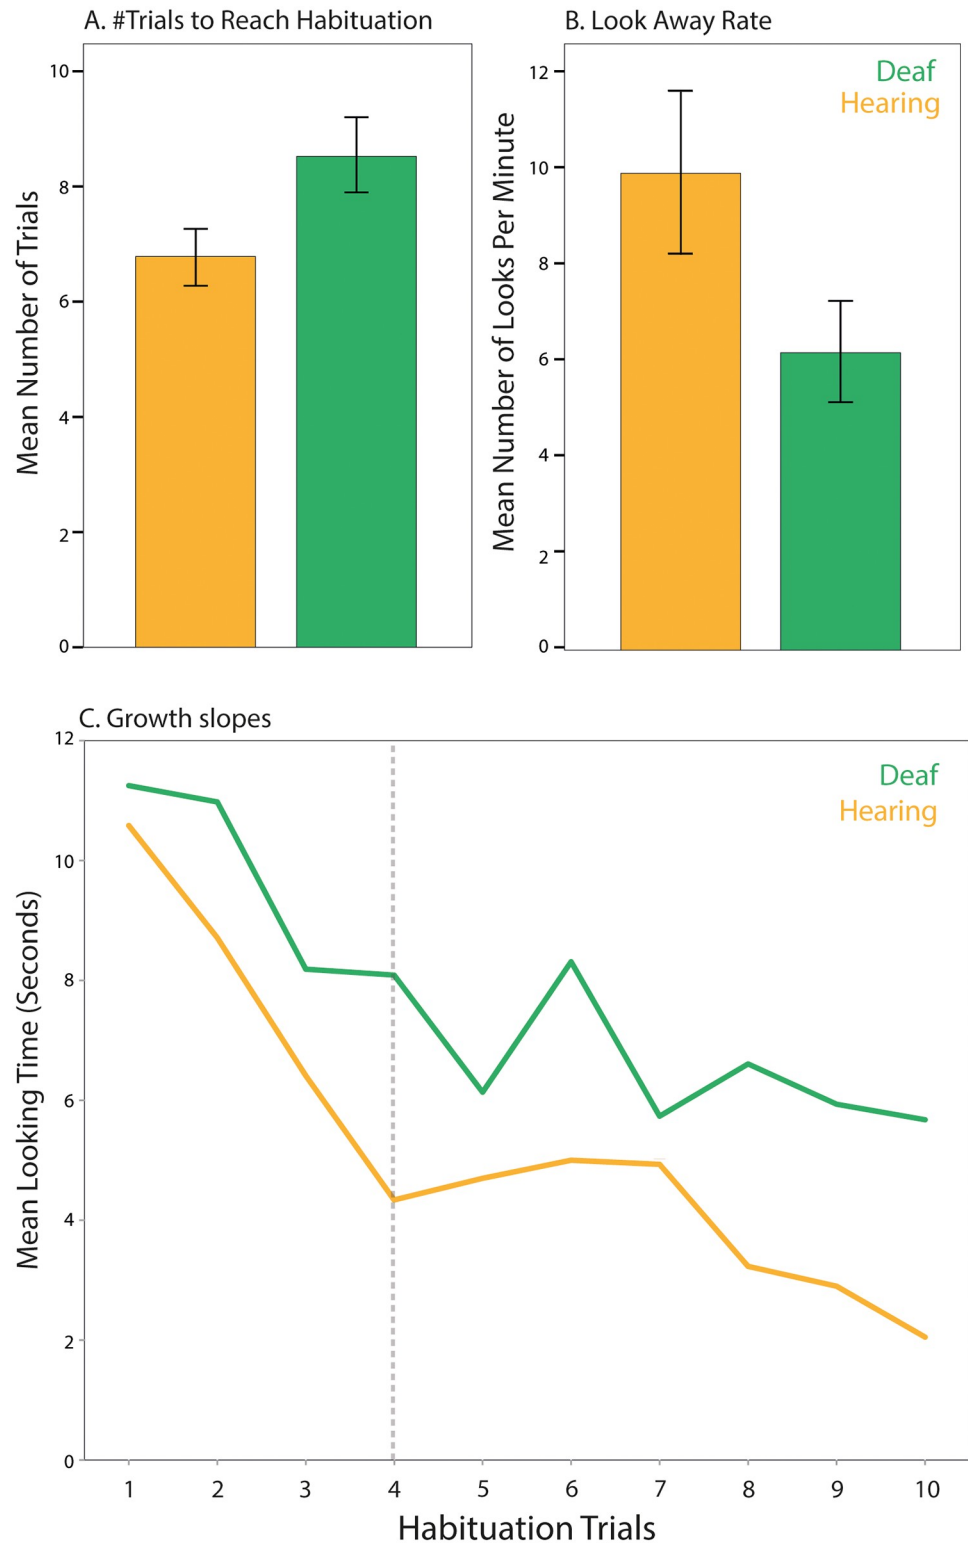 A. #Trials to Reach Habituation
Mean Number of Trials
10
8
6
4
2
0
B. Look Away Rate
Mean Number of Looks Per Minute
12
10
8
6
4
2
0
Deaf
Hearing
C. Growth slopes
Mean Looking Time (Seconds)
12
10
8
6
4
2
0
Deaf
Hearing
1 2 3 4 5 6 7 8 9 10
Habituation Trials